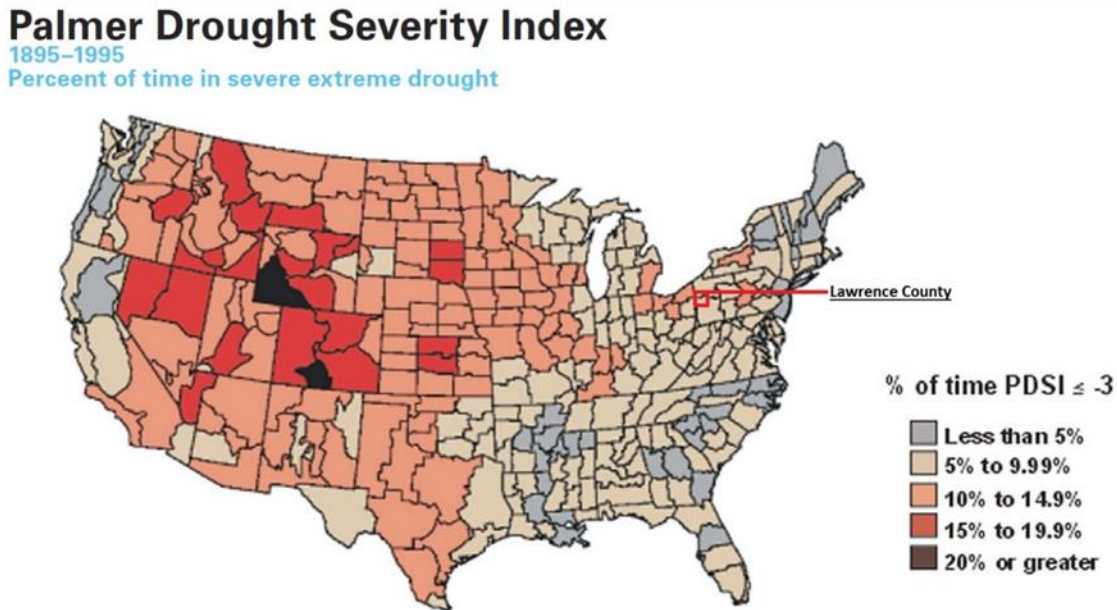 Palmer Drought Severity Index
1895–1995
Perceent of time in severe extreme drought
Lawrence County
% of time PDSI ≤ -3
Less than 5%
5% to 9.99%
10% to 14.9%
15% to 19.9%
20% or greater